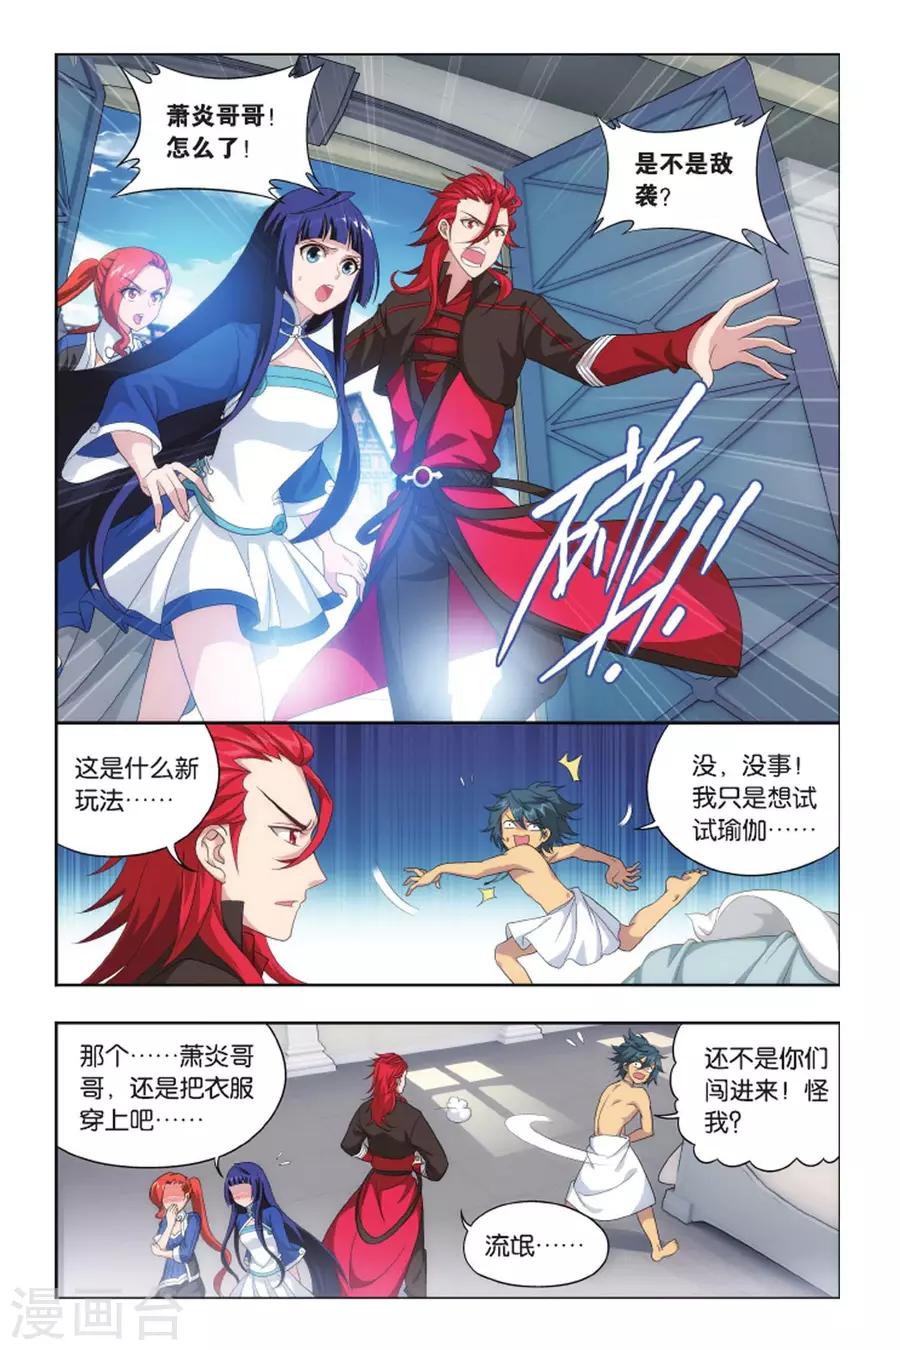 萧炎哥哥！
怎么了！
是不是敌
袭？
碰!!!
这是什么新
玩法……
没，没事！
我只是想试
试瑜伽……
那个……萧炎哥
哥，还是把衣服
穿上吧……
还不是你们
闯进来！怪
我？
流氓……
漫画台